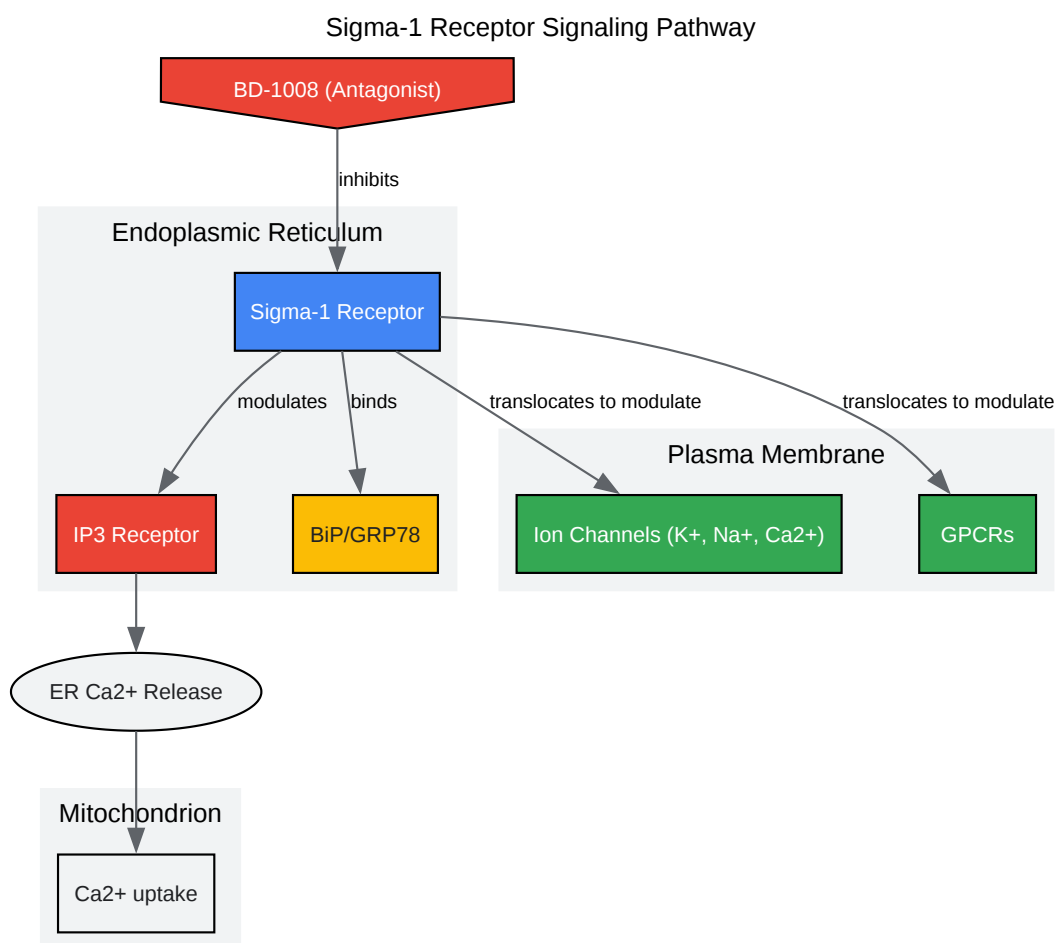 Sigma-1 Receptor Signaling Pathway
BD-1008 (Antagonist)
inhibits
Endoplasmic Reticulum
Sigma-1 Receptor
modulates
binds
translocates to modulate
translocates to modulate
Plasma Membrane
IP3 Receptor
BiP/GRP78
Ion Channels (K+, Na+, Ca2+)
GPCRs
ER Ca2+ Release
Mitochondrion
Ca2+ uptake